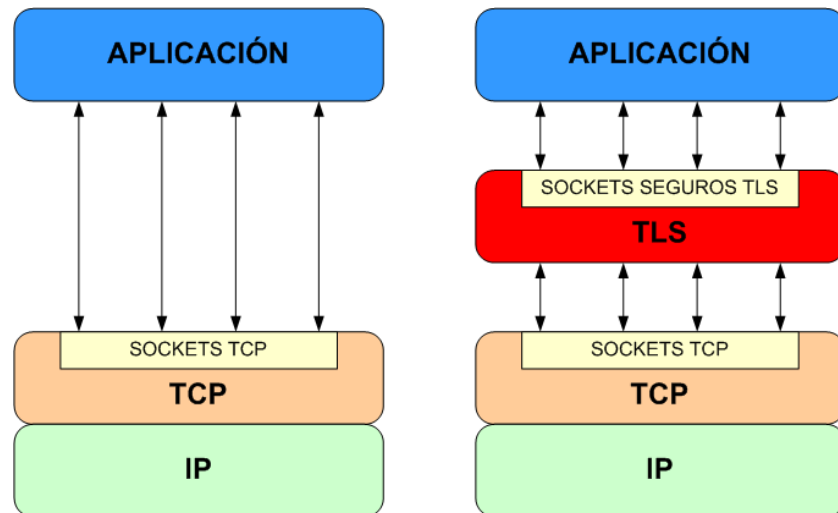 APLICACIÓN
SOCKETS TCP
TCP
IP
APLICACIÓN
SOCKETS SEGUROS TLS
TLS
SOCKETS TCP
TCP
IP